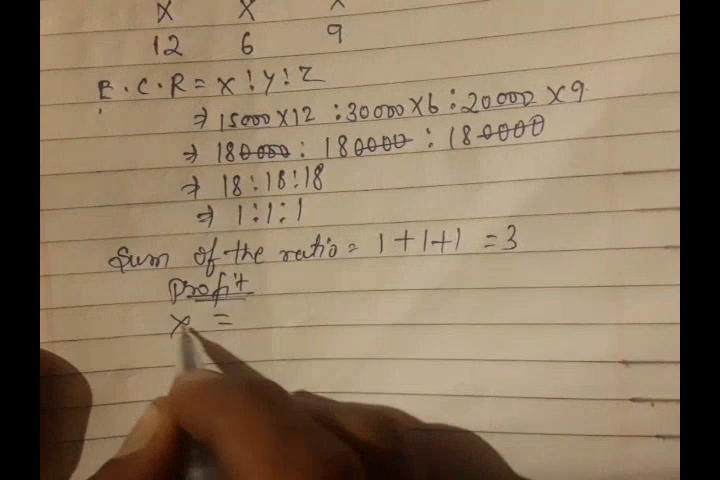 X X X
12 6 9
E.C.R = X : Y : Z
⇒ 15000 X 12 : 30000 X 6 : 20000 X 9
⇒ 180000 : 180000 : 180000
⇒ 18 : 18 : 18
⇒ 1 : 1 : 1
Sum of the ratio = 1 + 1 + 1 = 3
Profit
X =